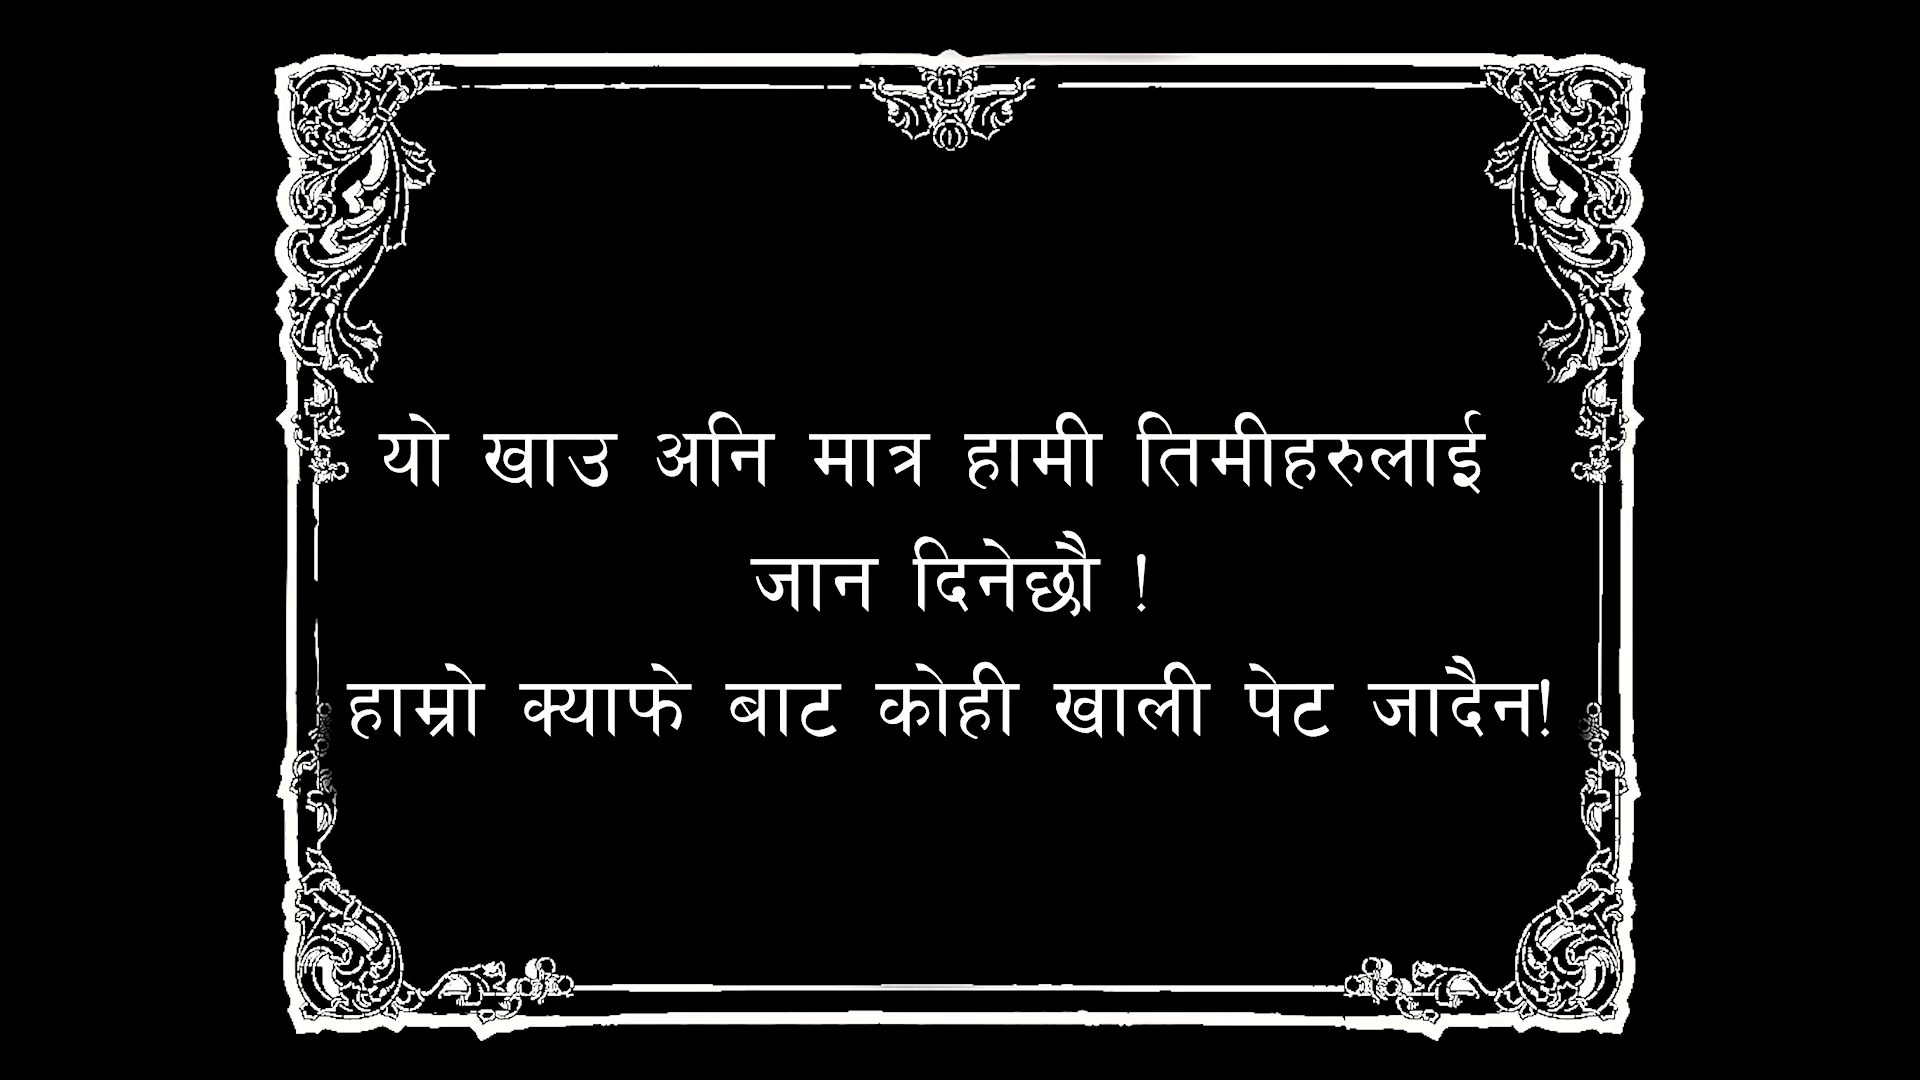 यो खाउ अनि मात्र हामी तिमीहरुलाई
जान दिनेछौ !
हाम्रो क्याफे बाट कोही खाली पेट जादैन!